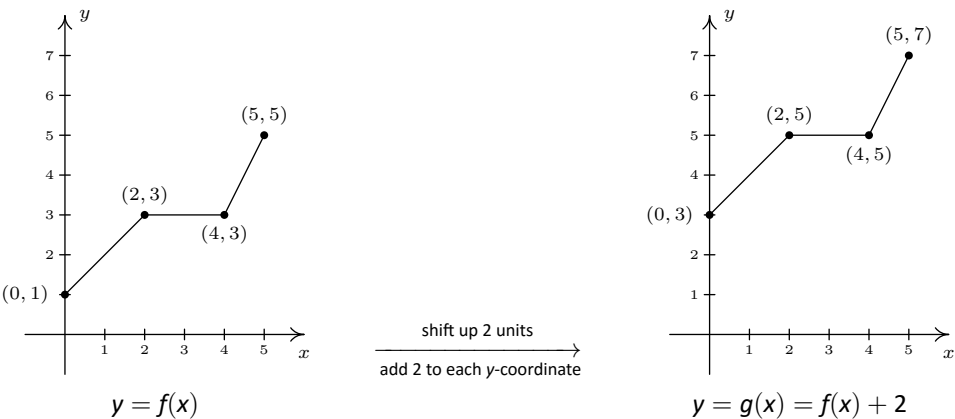 y
(5, 7)
7
6
(5, 5)
5
4
(2, 3)
3
(4, 3)
2
(0, 1)
1 2 3 4 5
x
y = f(x)
shift up 2 units
add 2 to each y-coordinate
y
7
6
(2, 5)
5
(4, 5)
4
(0, 3)
3
2
1
1 2 3 4 5
x
y = g(x) = f(x) + 2